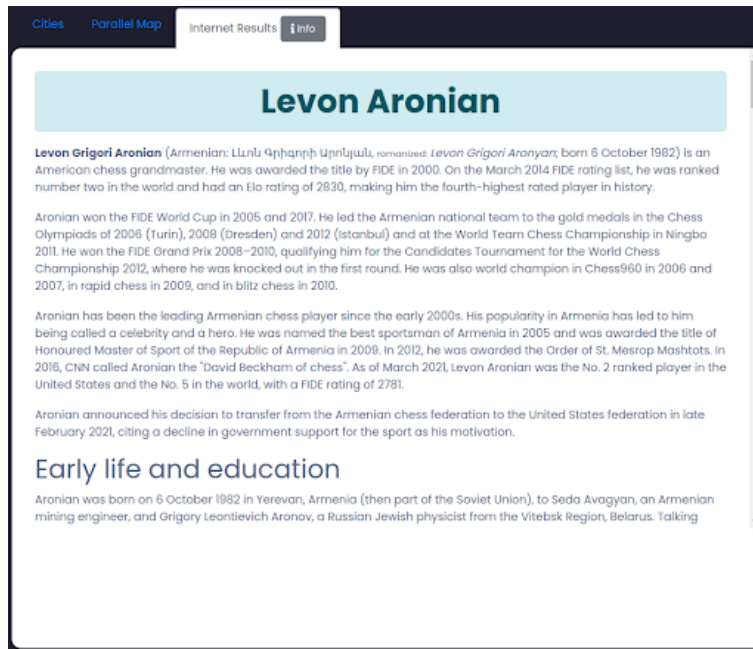 Cities
Parallel Map
Internet Results
i Info
Levon Aronian
Levon Grigori Aronian (Armenian: Լևոն Գրիգորի Արոնյան, romanized: Levon Grigori Aronyan; born 6 October 1982) is an
American chess grandmaster. He was awarded the title by FIDE in 2000. On the March 2014 FIDE rating list, he was ranked
number two in the world and had an Elo rating of 2830, making him the fourth-highest rated player in history.
Aronian won the FIDE World Cup in 2005 and 2017. He led the Armenian national team to the gold medals in the Chess
Olympiads of 2006 (Turin), 2008 (Dresden) and 2012 (Istanbul) and at the World Team Chess Championship in Ningbo
2011. He won the FIDE Grand Prix 2008–2010, qualifying him for the Candidates Tournament for the World Chess
Championship 2012, where he was knocked out in the first round. He was also world champion in Chess960 in 2006 and
2007, in rapid chess in 2009, and in blitz chess in 2010.
Aronian has been the leading Armenian chess player since the early 2000s. His popularity in Armenia has led to him
being called a celebrity and a hero. He was named the best sportsman of Armenia in 2005 and was awarded the title of
Honoured Master of Sport of the Republic of Armenia in 2009. In 2012, he was awarded the Order of St. Mesrop Mashtots. In
2016, CNN called Aronian the "David Beckham of chess". As of March 2021, Levon Aronian was the No. 2 ranked player in the
United States and the No. 5 in the world, with a FIDE rating of 2781.
Aronian announced his decision to transfer from the Armenian chess federation to the United States federation in late
February 2021, citing a decline in government support for the sport as his motivation.
Early life and education
Aronian was born on 6 October 1982 in Yerevan, Armenia (then part of the Soviet Union), to Seda Avagyan, an Armenian
mining engineer, and Grigory Leontievich Aronov, a Russian Jewish physicist from the Vitebsk Region, Belarus. Talking